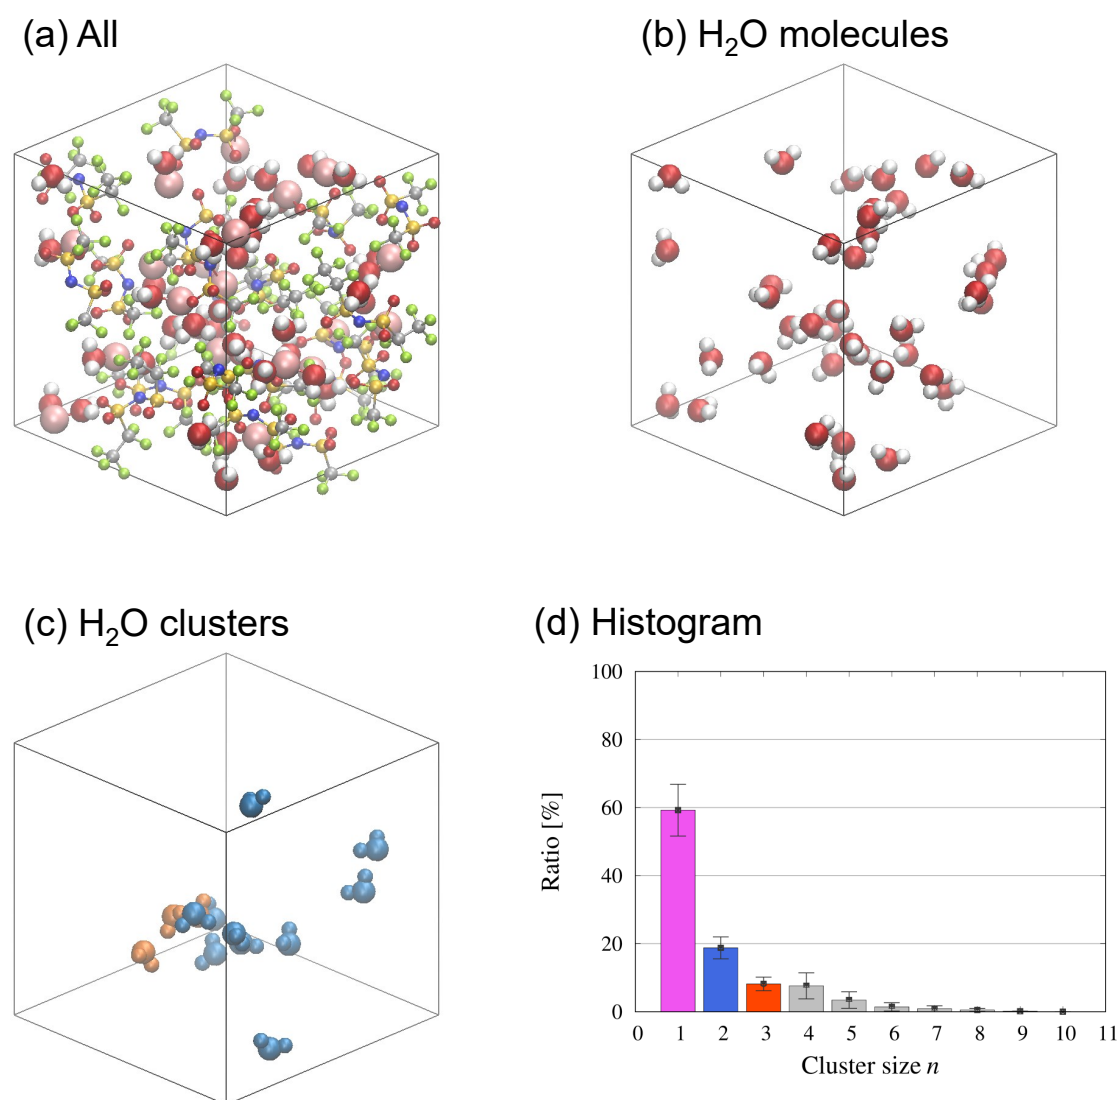 (a) All
(b) H₂O molecules
(c) H₂O clusters
(d) Histogram
100
80
60
40
20
0
Ratio [%]
0 1 2 3 4 5 6 7 8 9 10 11
Cluster size n